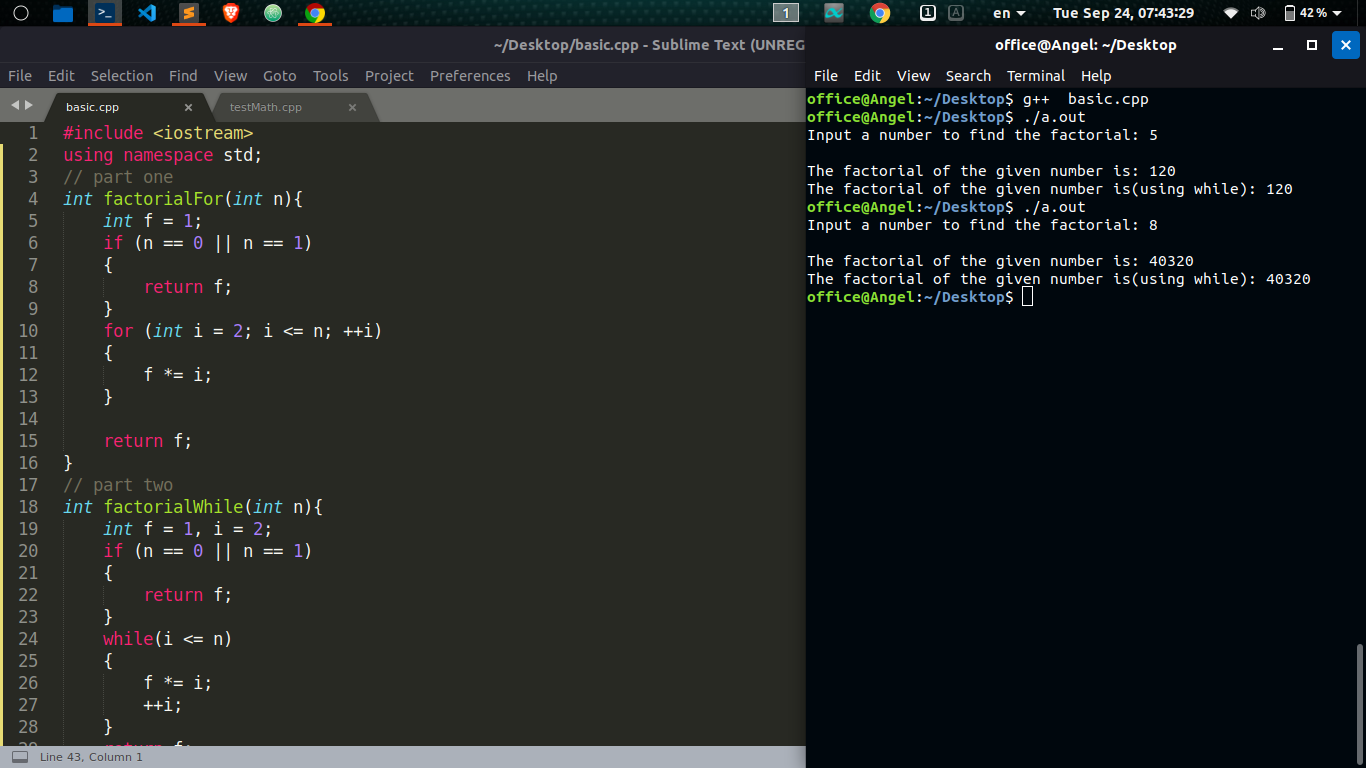 1
1
A
en
Tue Sep 24, 07:43:29
42 %
~/Desktop/basic.cpp - Sublime Text (UNREG
File Edit Selection Find View Goto Tools Project Preferences Help
basic.cpp
testMath.cpp
1 #include <iostream>
2 using namespace std;
3 // part one
4 int factorialFor(int n){
5     int f = 1;
6     if (n == 0 || n == 1)
7     {
8         return f;
9     }
10     for (int i = 2; i <= n; ++i)
11     {
12         f *= i;
13     }
14
15     return f;
16 }
17 // part two
18 int factorialWhile(int n){
19     int f = 1, i = 2;
20     if (n == 0 || n == 1)
21     {
22         return f;
23     }
24     while(i <= n)
25     {
26         f *= i;
27         ++i;
28     }
Line 43, Column 1
office@Angel: ~/Desktop
File Edit View Search Terminal Help
office@Angel:~/Desktop$ g++  basic.cpp
office@Angel:~/Desktop$ ./a.out
Input a number to find the factorial: 5

The factorial of the given number is: 120
The factorial of the given number is(using while): 120
office@Angel:~/Desktop$ ./a.out
Input a number to find the factorial: 8

The factorial of the given number is: 40320
The factorial of the given number is(using while): 40320
office@Angel:~/Desktop$